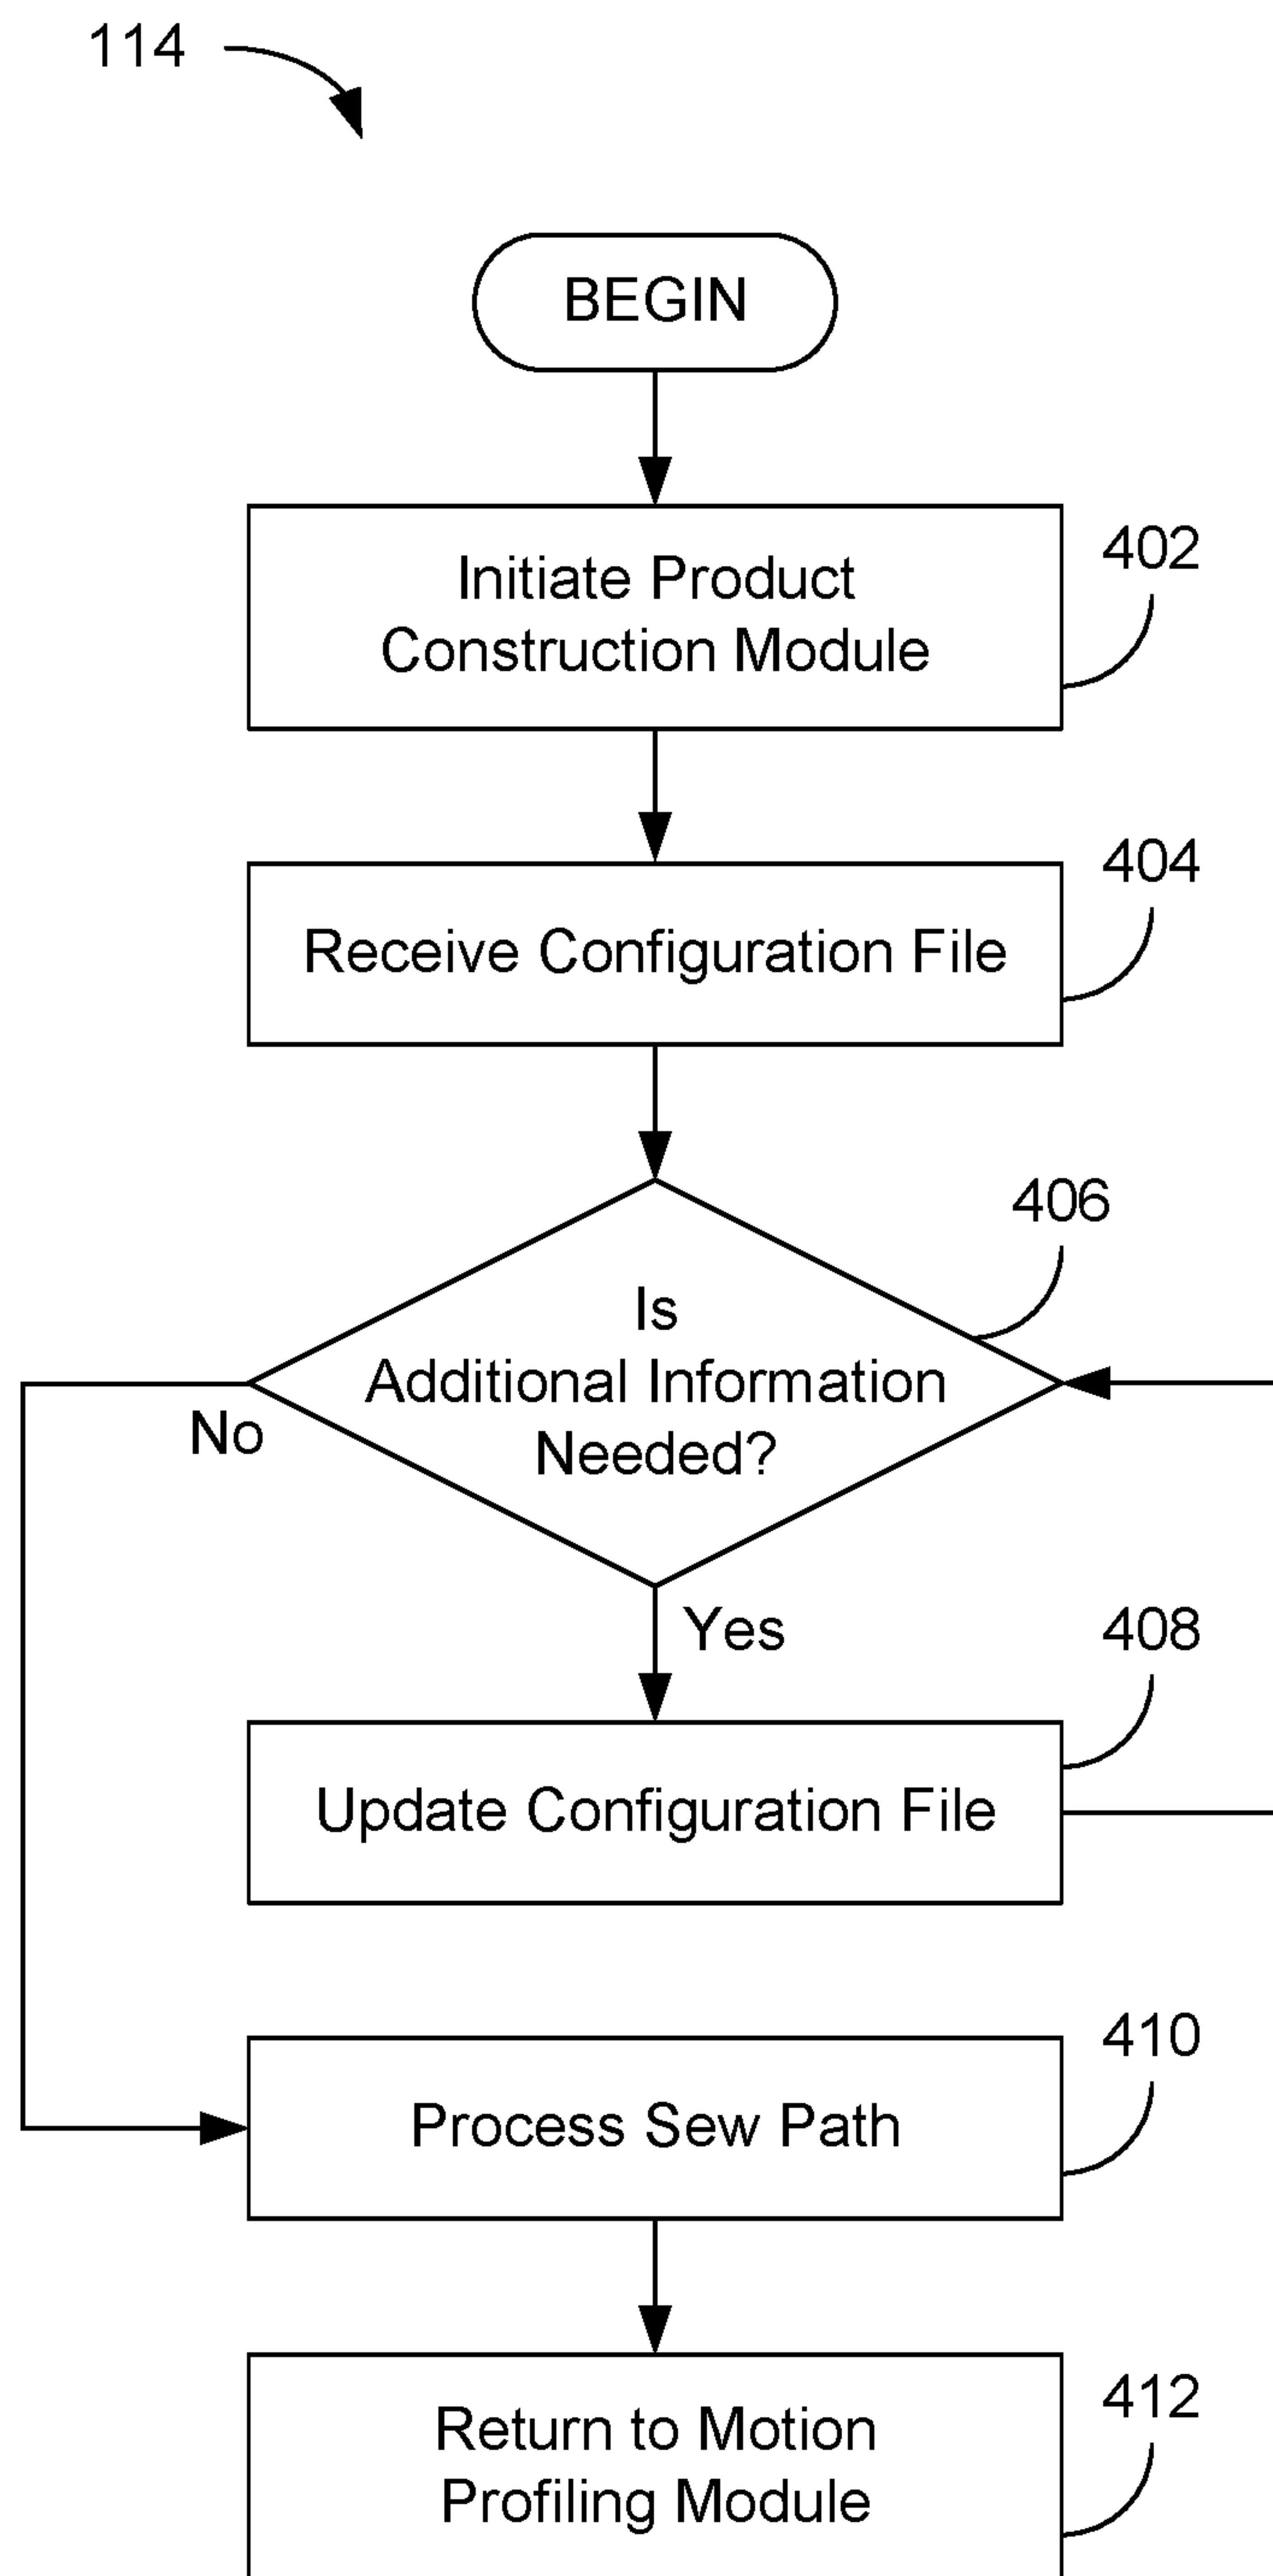 114
BEGIN
Initiate Product
Construction Module
402
Receive Configuration File
404
Is
Additional Information
Needed?
406
No
Yes
Update Configuration File
408
Process Sew Path
410
Return to Motion
Profiling Module
412